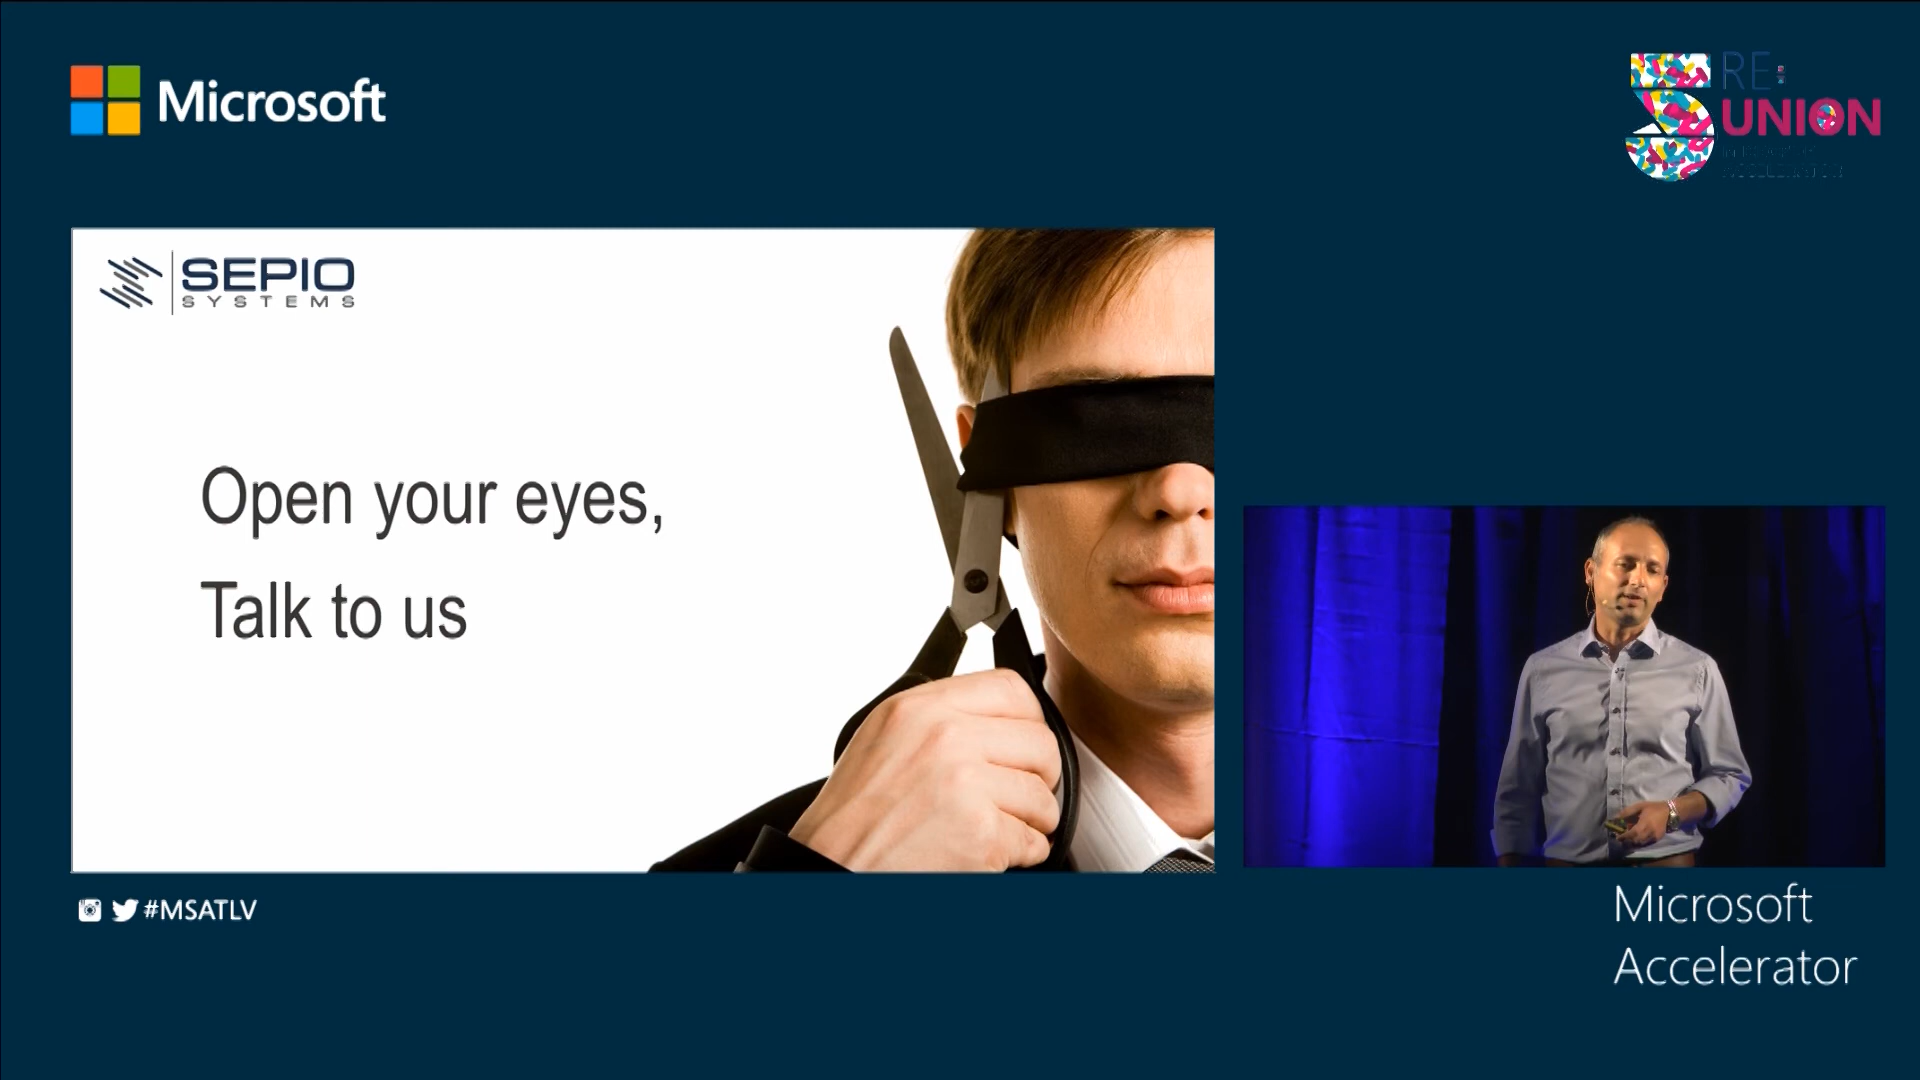 Microsoft
RE:
UNION
SEPIO
SYSTEMS
Open your eyes,
Talk to us
#MSATLV
Microsoft
Accelerator